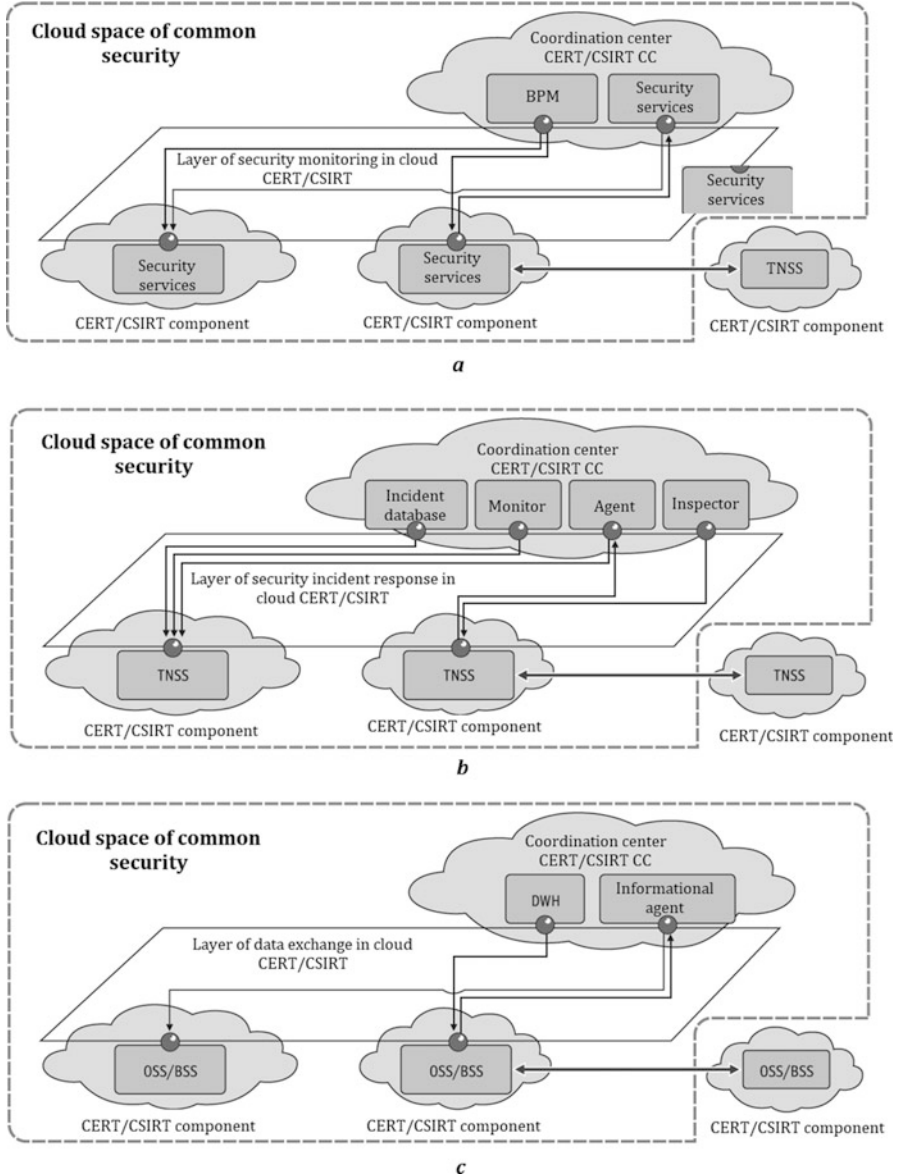 Cloud space of common
security
Coordination center
CERT/CSIRT CC
BPM
Security
services
Layer of security monitoring in cloud
CERT/CSIRT
Security
services
Security
services
Security
services
TNSS
CERT/CSIRT component
CERT/CSIRT component
CERT/CSIRT component
a
Cloud space of common
security
Coordination center
CERT/CSIRT CC
Incident
database
Monitor
Agent
Inspector
Layer of security incident response in
cloud CERT/CSIRT
TNSS
TNSS
TNSS
CERT/CSIRT component
CERT/CSIRT component
CERT/CSIRT component
b
Cloud space of common
security
Coordination center
CERT/CSIRT CC
DWH
Informational
agent
Layer of data exchange in cloud
CERT/CSIRT
OSS/BSS
OSS/BSS
OSS/BSS
CERT/CSIRT component
CERT/CSIRT component
CERT/CSIRT component
c